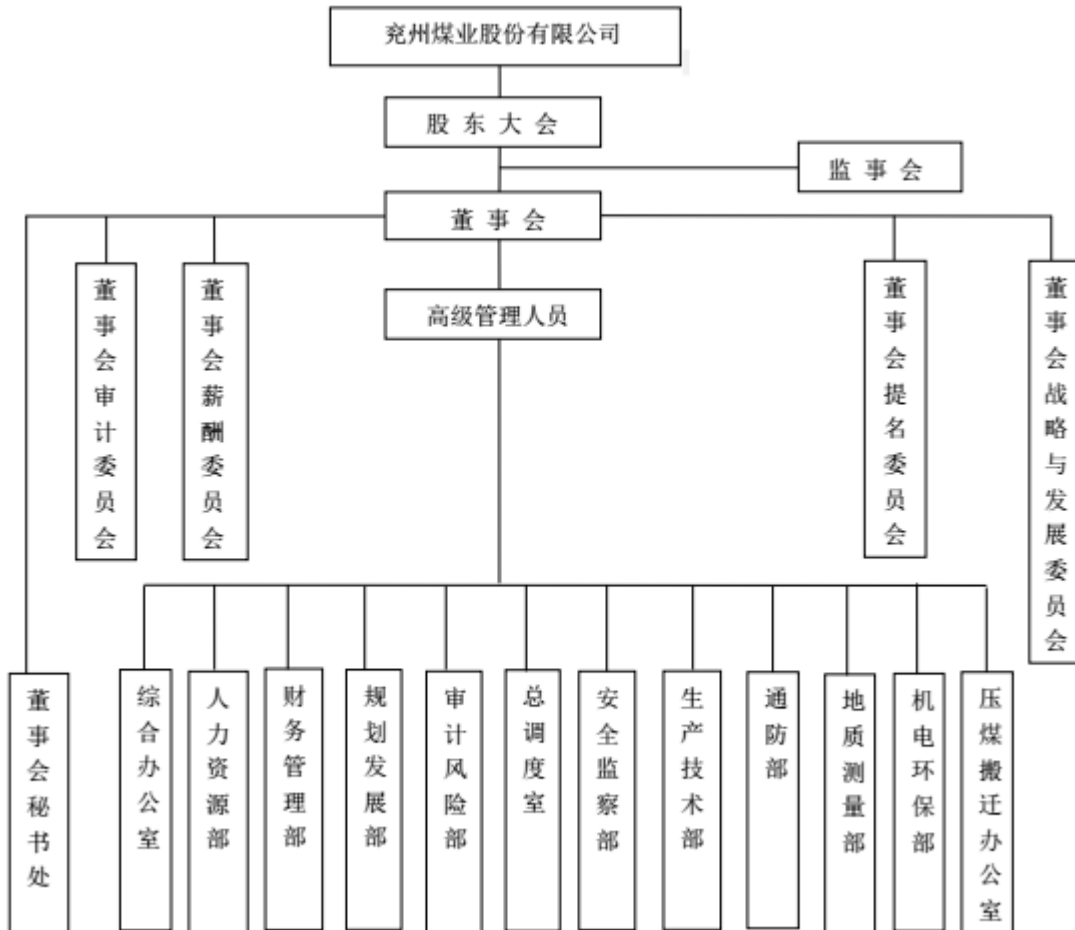 兖州煤业股份有限公司
股东大会
监事会
董事会
董事会审计委员会
董事会薪酬委员会
高级管理人员
董事会提名委员会
董事会战略与发展委员会
董事会秘书处
综合办公室
人力资源部
财务管理部
规划发展部
审计风险部
总调度室
安全监察部
生产技术部
通防部
地质测量部
机电环保部
压煤搬迁办公室